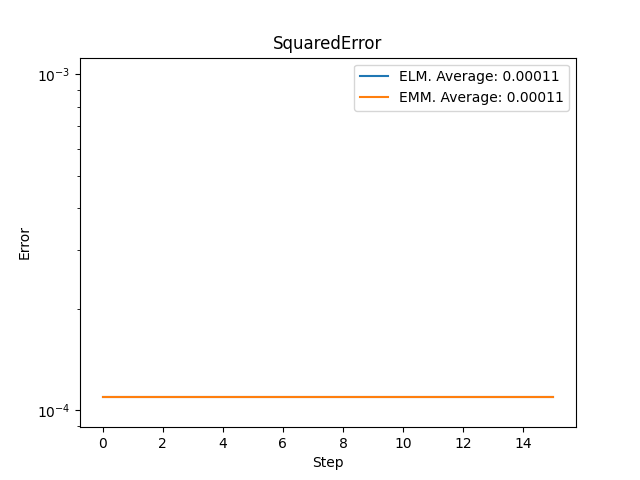 SquaredError
10⁻³
ELM. Average: 0.00011
EMM. Average: 0.00011
Error
10⁻⁴
0 2 4 6 8 10 12 14
Step